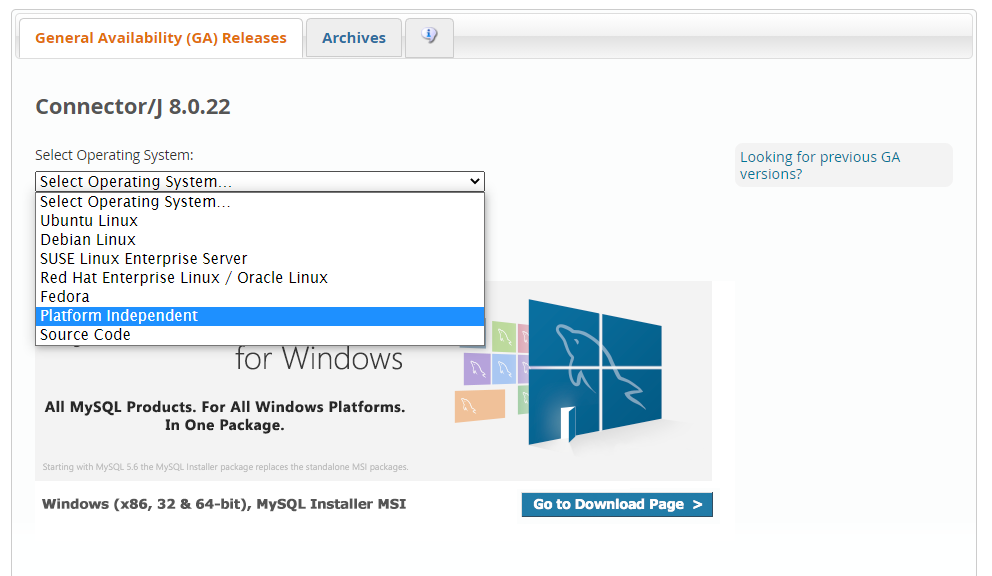 General Availability (GA) Releases
Archives
Connector/J 8.0.22
Select Operating System:
Looking for previous GA
versions?
Select Operating System...
Select Operating System...
Ubuntu Linux
Debian Linux
SUSE Linux Enterprise Server
Red Hat Enterprise Linux / Oracle Linux
Fedora
Platform Independent
Source Code
for Windows
All MySQL Products. For All Windows Platforms.
In One Package.
Starting with MySQL 5.6 the MySQL Installer package replaces the standalone MSI packages.
Windows (x86, 32 & 64-bit), MySQL Installer MSI
Go to Download Page >